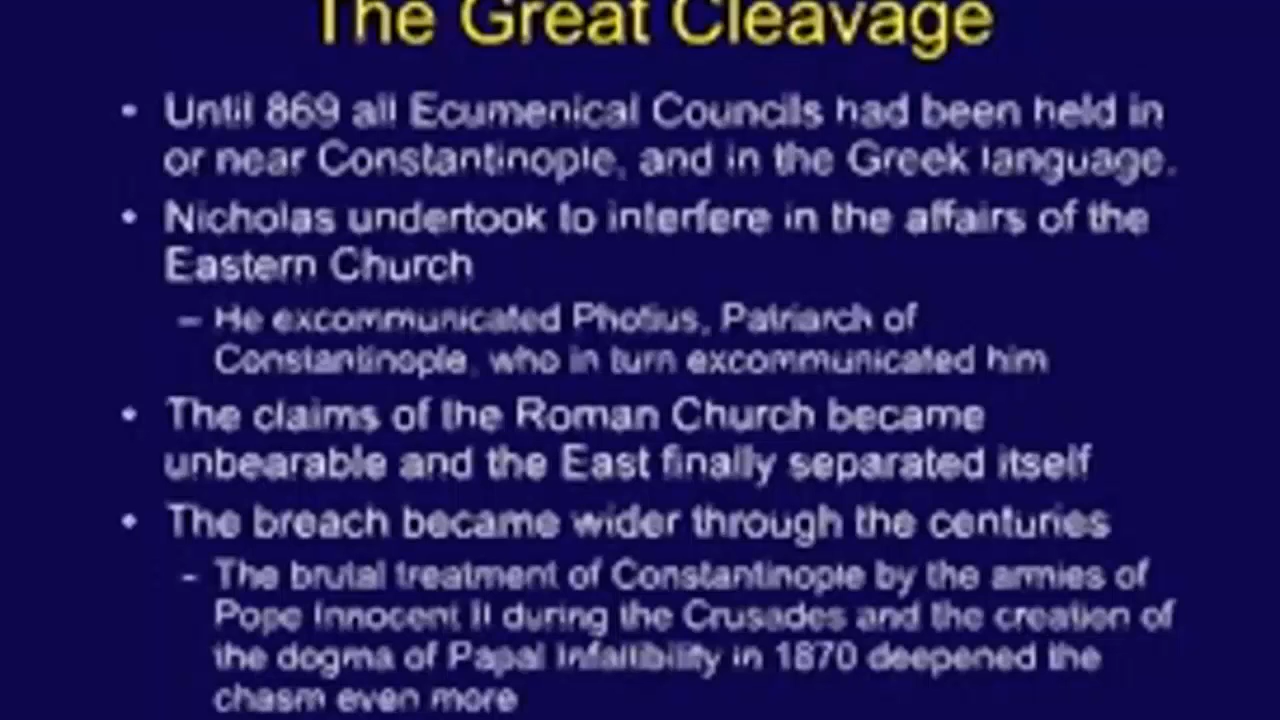 The Great Cleavage
• Until 869 all Ecumenical Councils had been held in
or near Constantinople, and in the Greek language.
• Nicholas undertook to interfere in the affairs of the
Eastern Church
– He excommunicated Photius, Patriarch of
Constantinople, who in turn excommunicated him
• The claims of the Roman Church became
unbearable and the East finally separated itself
• The breach became wider through the centuries
– The brutal treatment of Constantinople by the armies of
Pope Innocent II during the Crusades and the creation of
the dogma of Papal Infallibility in 1870 deepened the
chasm even more